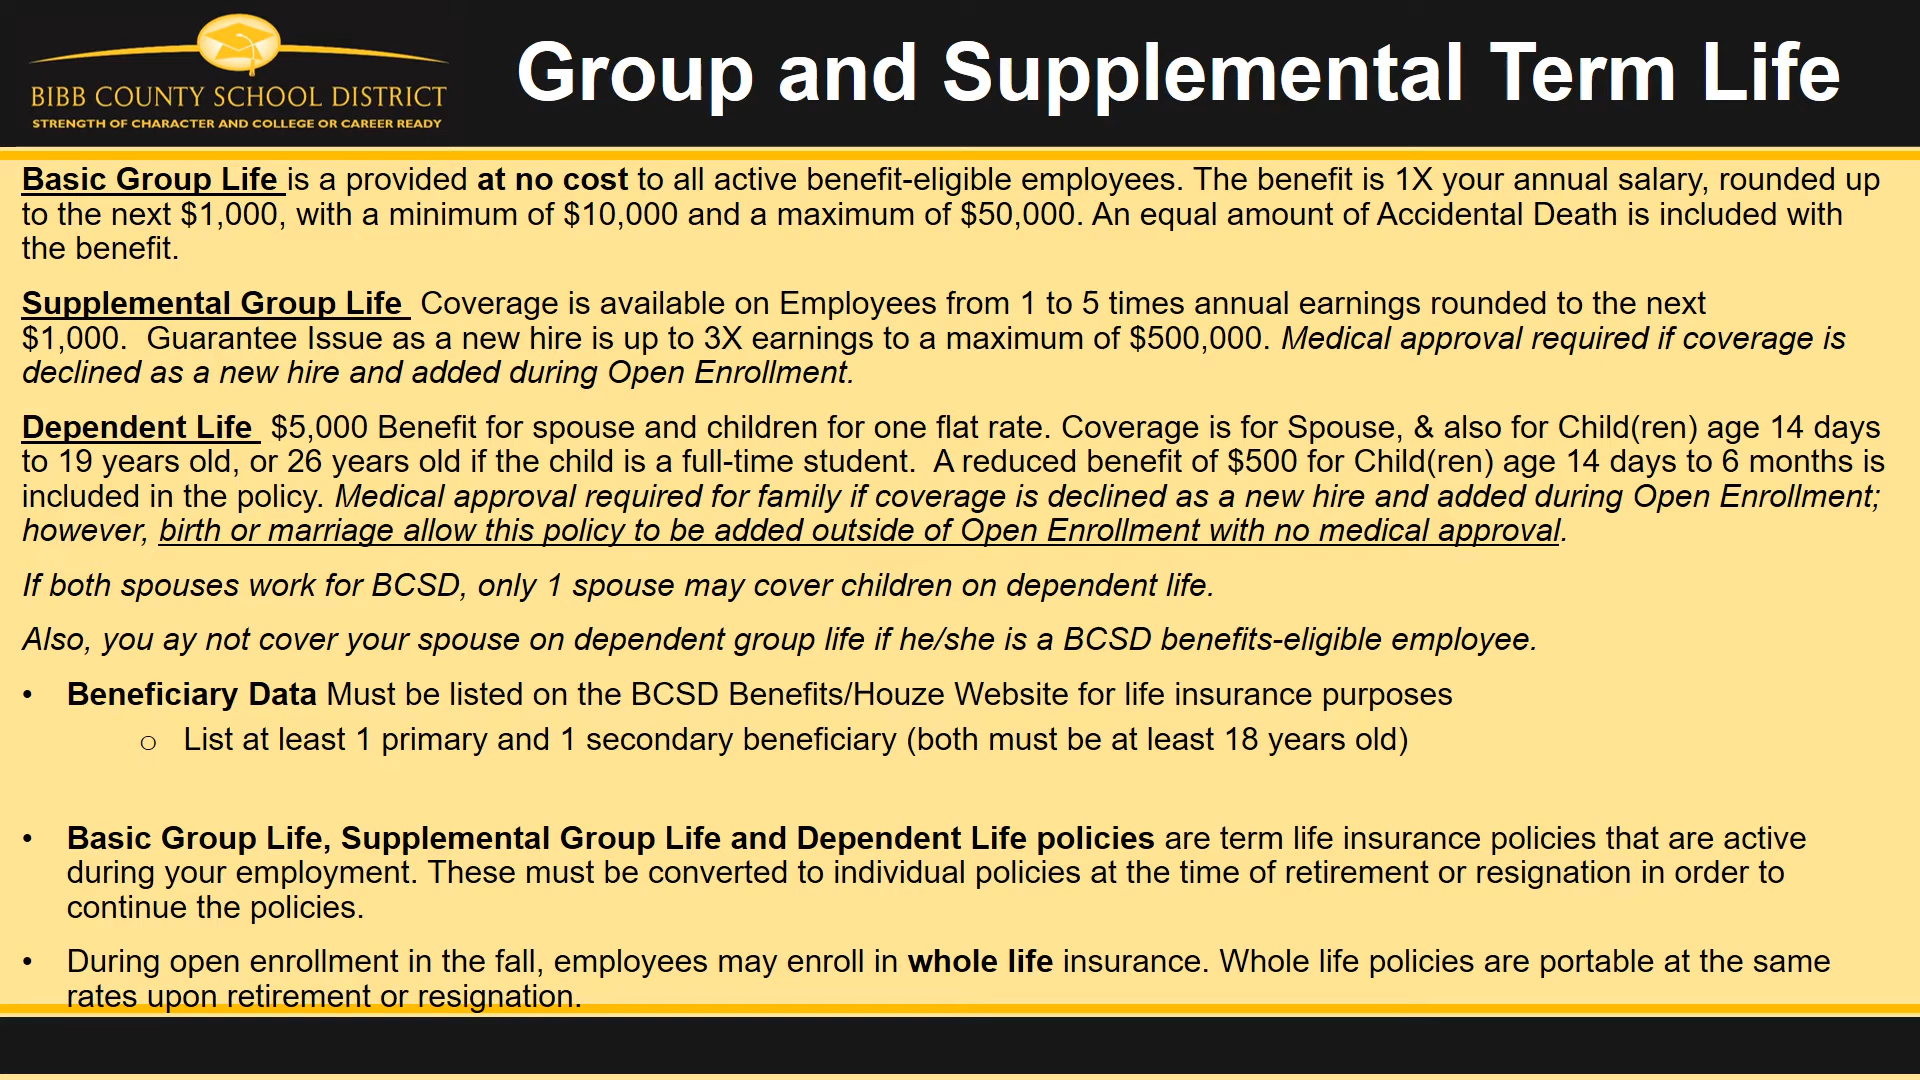 BIBB COUNTY SCHOOL DISTRICT
STRENGTH OF CHARACTER AND COLLEGE OR CAREER READY
Group and Supplemental Term Life
Basic Group Life is a provided at no cost to all active benefit-eligible employees. The benefit is 1X your annual salary, rounded up
to the next $1,000, with a minimum of $10,000 and a maximum of $50,000. An equal amount of Accidental Death is included with
the benefit.
Supplemental Group Life  Coverage is available on Employees from 1 to 5 times annual earnings rounded to the next
$1,000.  Guarantee Issue as a new hire is up to 3X earnings to a maximum of $500,000. Medical approval required if coverage is
declined as a new hire and added during Open Enrollment.
Dependent Life  $5,000 Benefit for spouse and children for one flat rate. Coverage is for Spouse, & also for Child(ren) age 14 days
to 19 years old, or 26 years old if the child is a full-time student.  A reduced benefit of $500 for Child(ren) age 14 days to 6 months is
included in the policy. Medical approval required for family if coverage is declined as a new hire and added during Open Enrollment;
however, birth or marriage allow this policy to be added outside of Open Enrollment with no medical approval.
If both spouses work for BCSD, only 1 spouse may cover children on dependent life.
Also, you ay not cover your spouse on dependent group life if he/she is a BCSD benefits-eligible employee.
• Beneficiary Data Must be listed on the BCSD Benefits/Houze Website for life insurance purposes
o List at least 1 primary and 1 secondary beneficiary (both must be at least 18 years old)
• Basic Group Life, Supplemental Group Life and Dependent Life policies are term life insurance policies that are active
during your employment. These must be converted to individual policies at the time of retirement or resignation in order to
continue the policies.
• During open enrollment in the fall, employees may enroll in whole life insurance. Whole life policies are portable at the same
rates upon retirement or resignation.